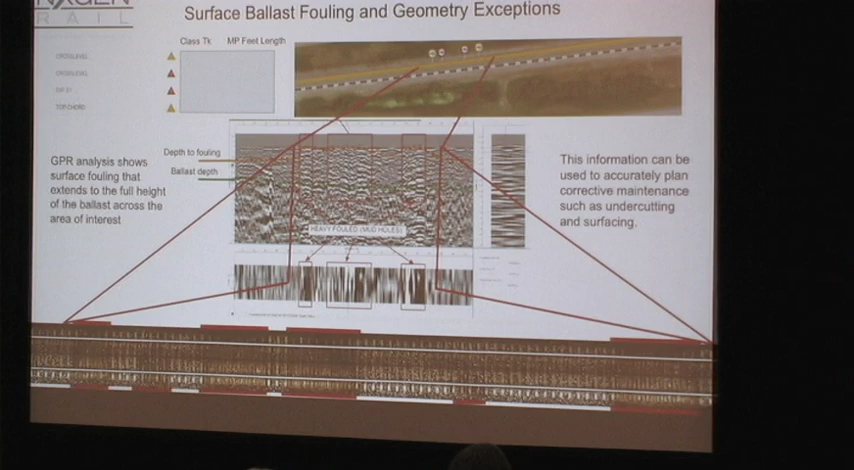 NXGEN
RAIL
Surface Ballast Fouling and Geometry Exceptions
Class Tk MP Feet Length
CROSSLEVEL
CROSSLEVEL
TOP CHORD
Depth to fouling
Ballast depth
GPR analysis shows
surface fouling that
extends to the full height
of the ballast across the
area of interest
HEAVY FOULED (MUD HOLES)
This information can be
used to accurately plan
corrective maintenance
such as undercutting
and surfacing.